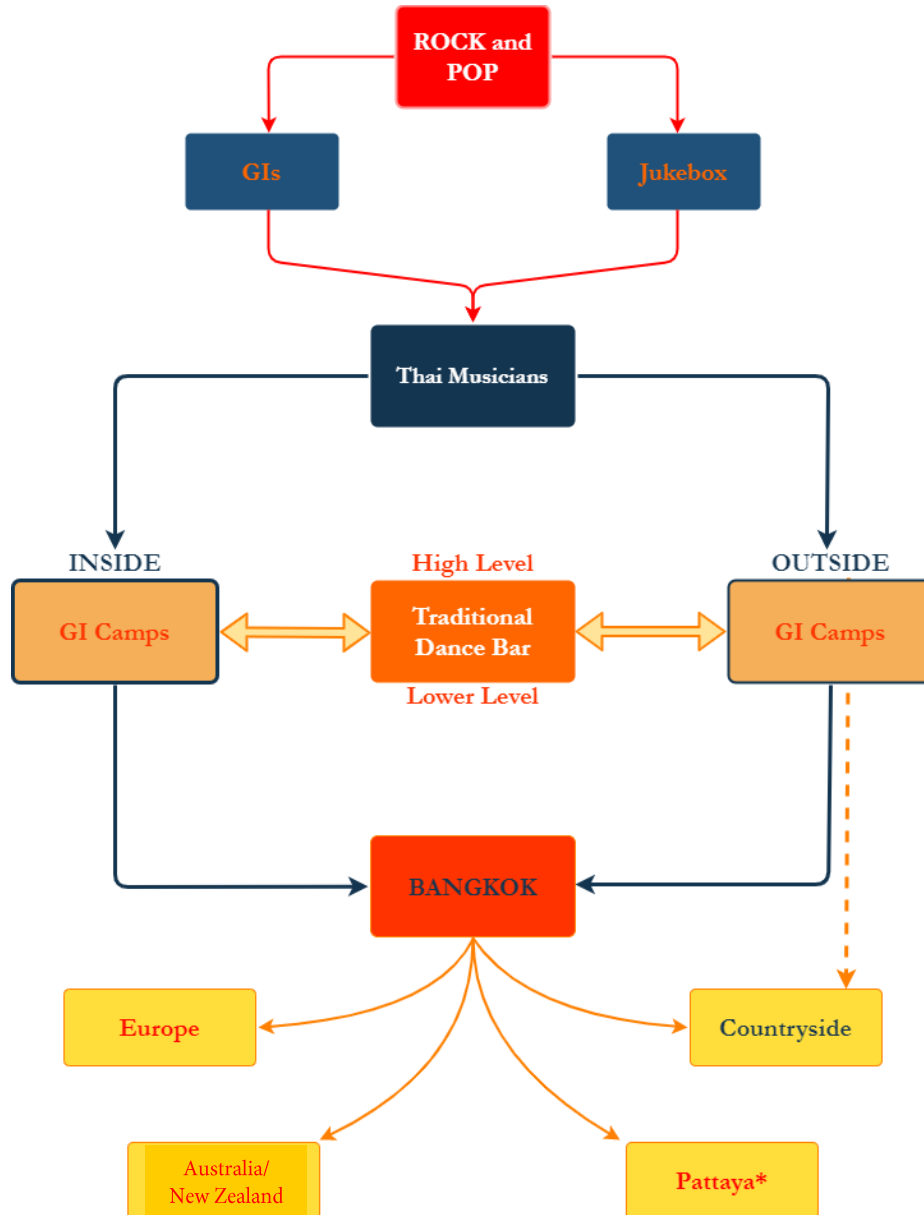 ROCK and
POP
GIs
Jukebox
Thai Musicians
INSIDE
High Level
OUTSIDE
GI Camps
Traditional
Dance Bar
GI Camps
Lower Level
BANGKOK
Europe
Countryside
Australia/
New Zealand
Pattaya*